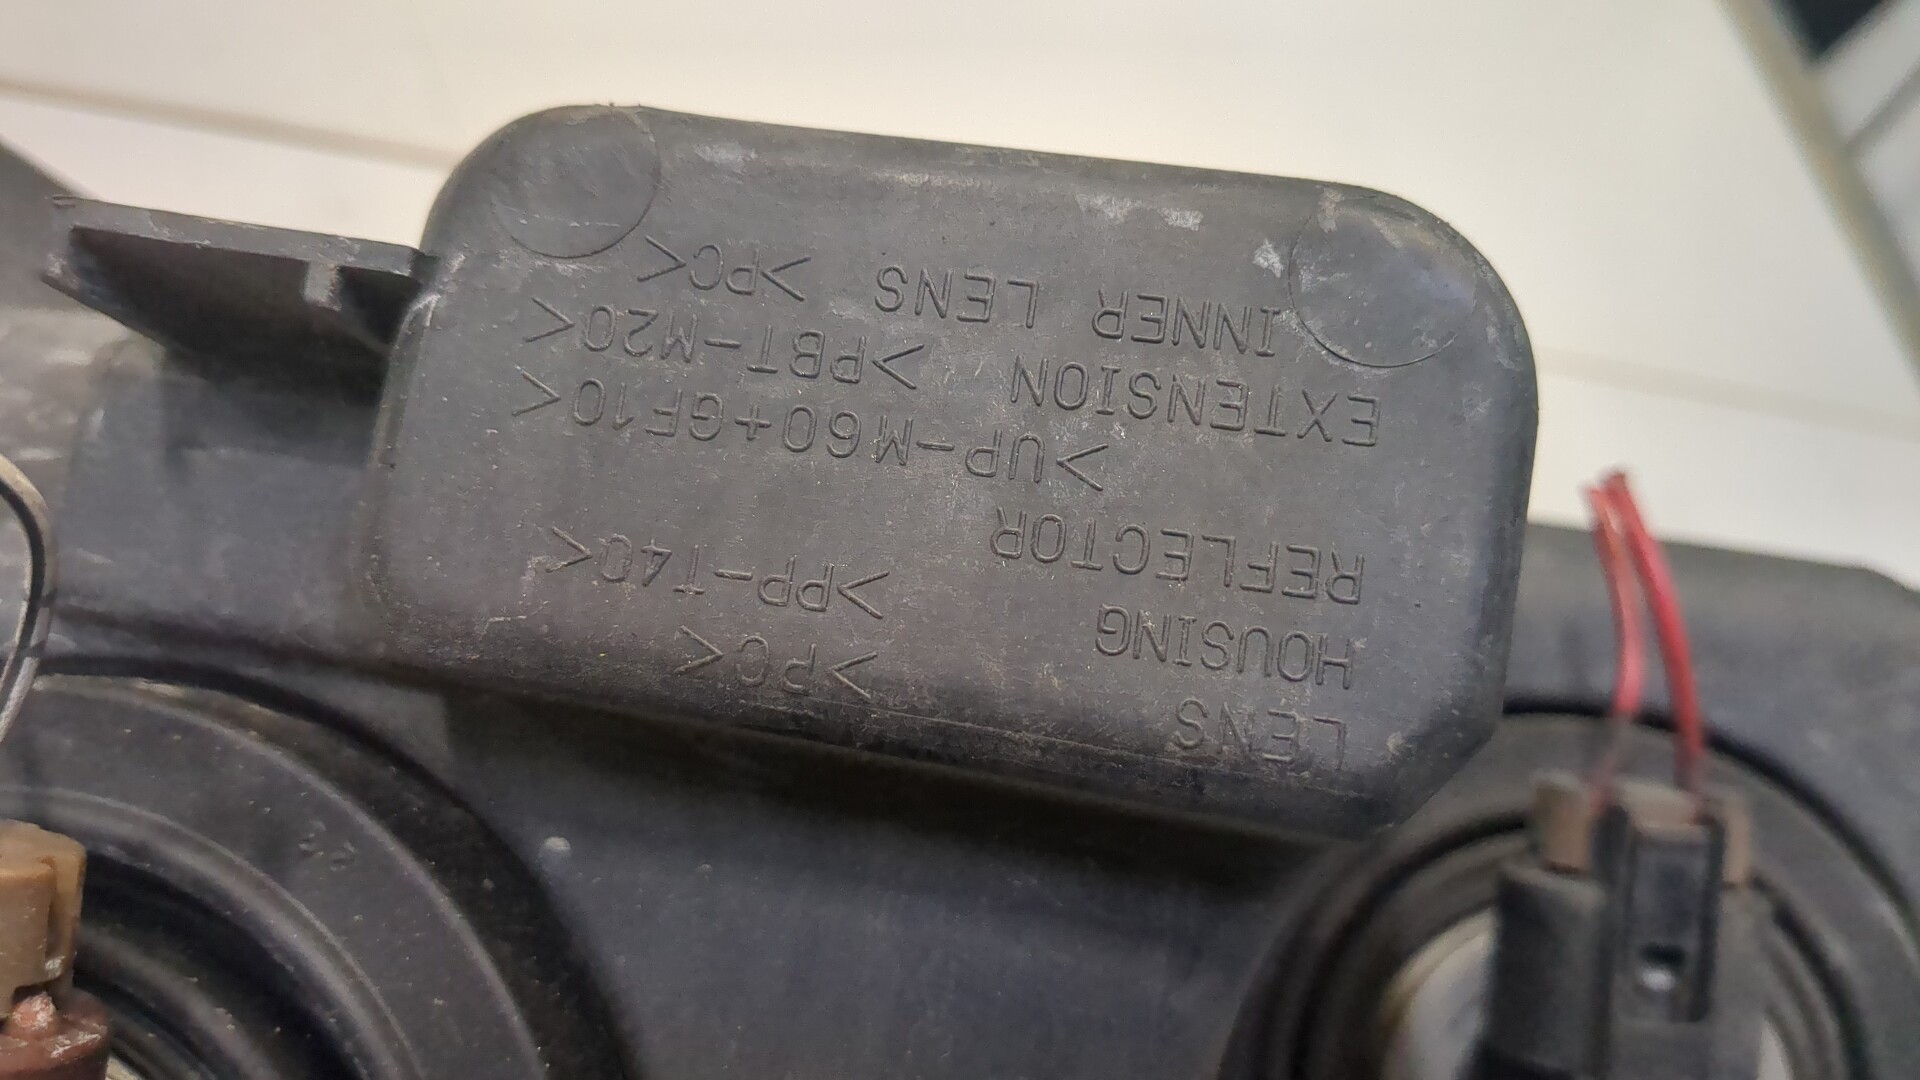 LENS >PC<
HOUSING >PP-T40<
REFLECTOR
>UP-M60+GF10<
EXTENSION >PBT-M20<
INNER LENS >PC<